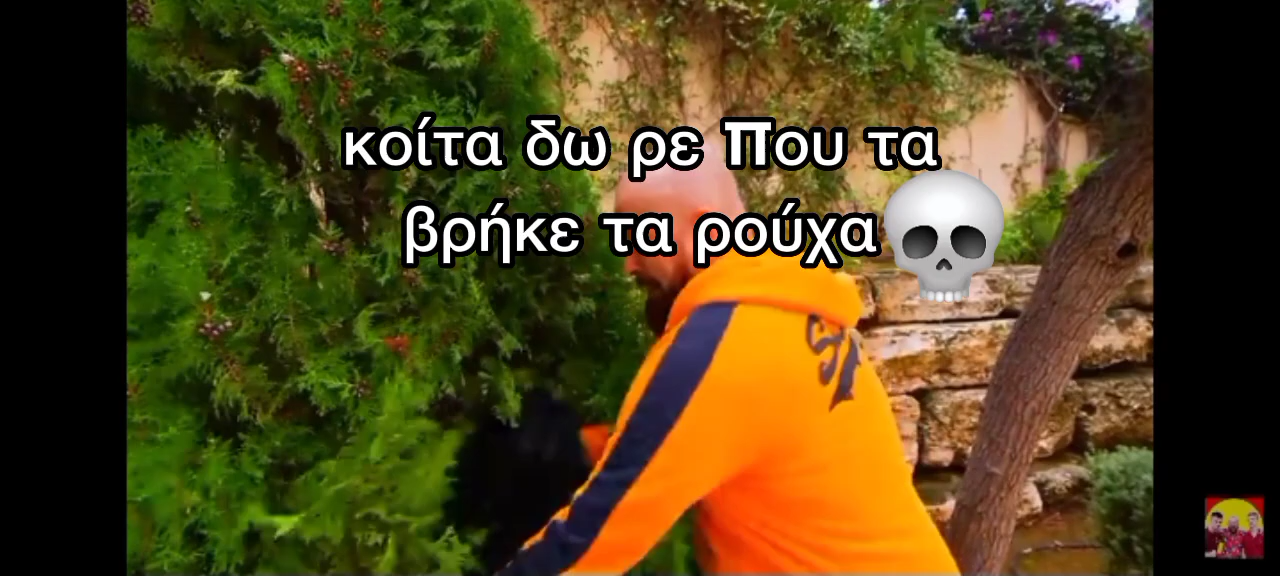 κοίτα δω ρε που τα
βρήκε τα ρούχα💀